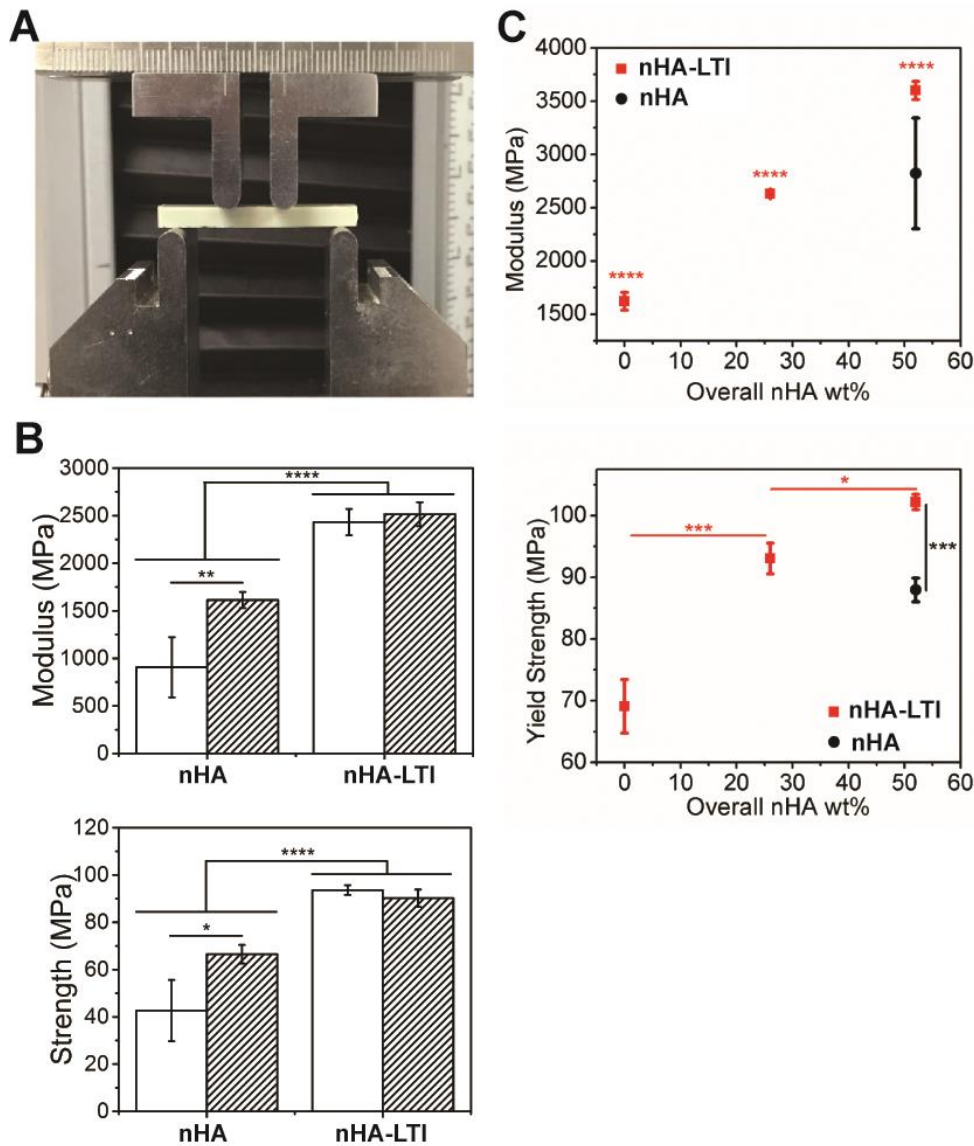 A
B
3000
2500
2000
1500
1000
500
0
Modulus (MPa)
****
**
nHA
nHA-LTI
120
100
80
60
40
20
0
Strength (MPa)
****
*
nHA
nHA-LTI
C
4000
3500
3000
2500
2000
1500
Modulus (MPa)
nHA-LTI
nHA
****
****
****
0 10 20 30 40 50 60
Overall nHA wt%
100
90
80
70
60
Yield Strength (MPa)
*
***
***
nHA-LTI
nHA
0 10 20 30 40 50 60
Overall nHA wt%